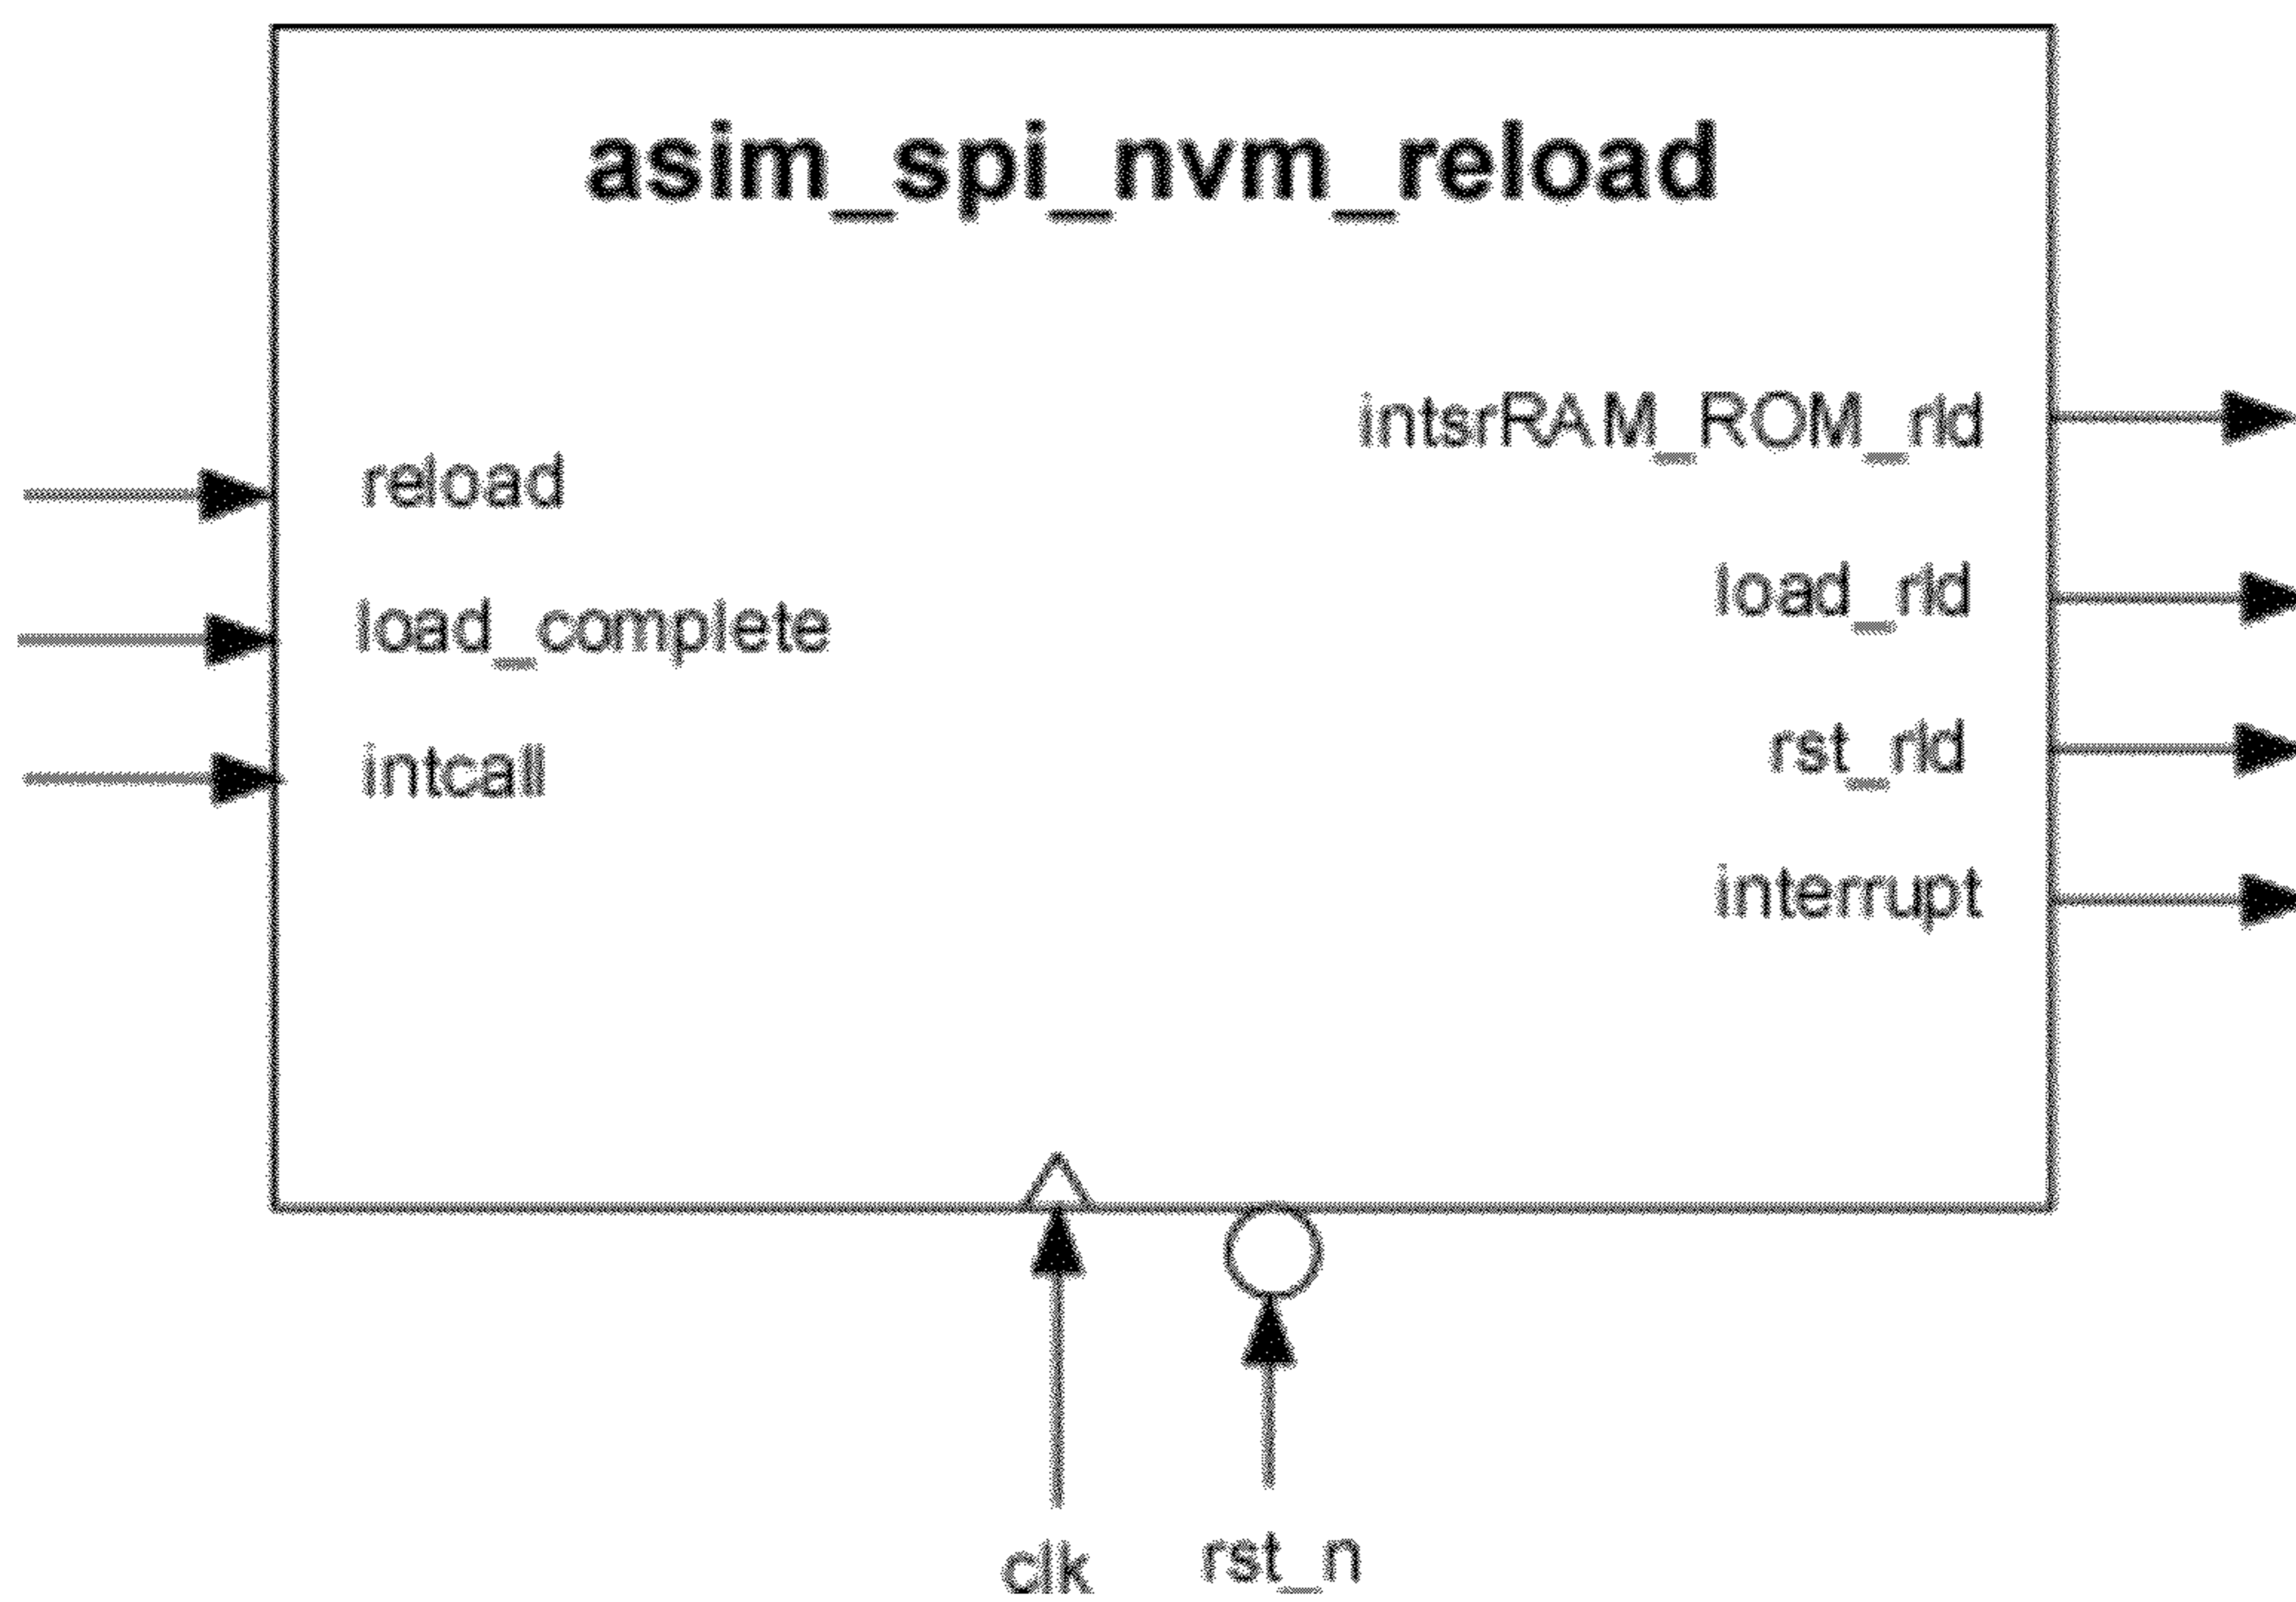 asim_spi_nvm_reload
reload
load_complete
intcall
intsrRAM_ROM_rld
load_rld
rst_rld
interrupt
clk
rst_n